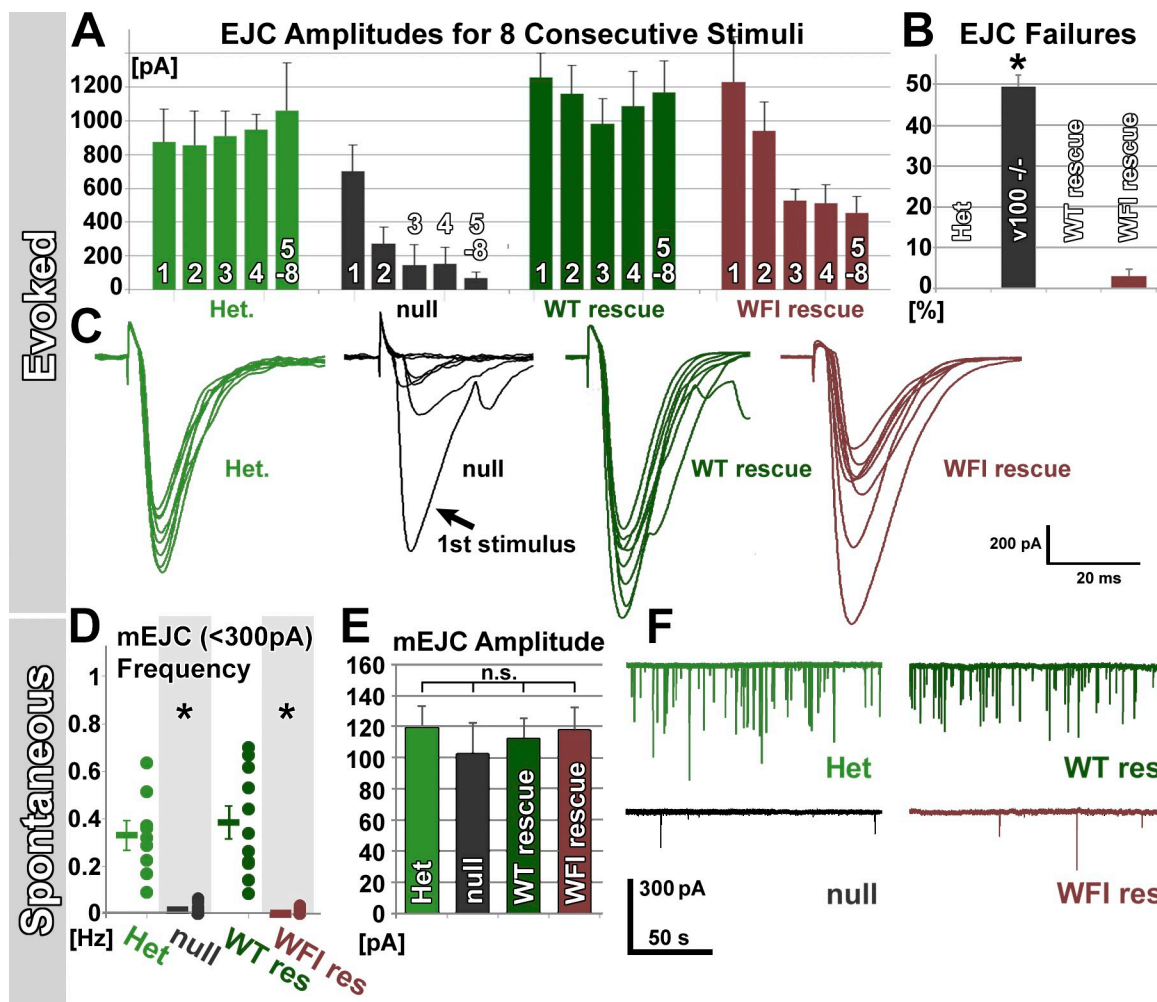 Evoked
A
EJC Amplitudes for 8 Consecutive Stimuli
[pA]
1200
1000
800
600
400
200
0
1 2 3 4 5-8
1 2 3 4 5-8
1 2 3 4 5-8
1 2 3 4 5-8
Het. null WT rescue WFI rescue
B
EJC Failures
*
50
40
30
20
10
0
Het
v100 -/-
WT rescue
WFI rescue
[%]
C
Het.
null
1st stimulus
WT rescue
WFI rescue
200 pA
20 ms
Spontaneous
D
mEJC (<300pA)
Frequency
1
0.8
0.6
0.4
0.2
0
* *
[Hz]
Het
null
WT res
WFI res
E
mEJC Amplitude
n.s.
160
140
120
100
80
60
40
20
0
Het
null
WT rescue
WFI rescue
[pA]
F
Het
WT res
null
WFI res
300 pA
50 s